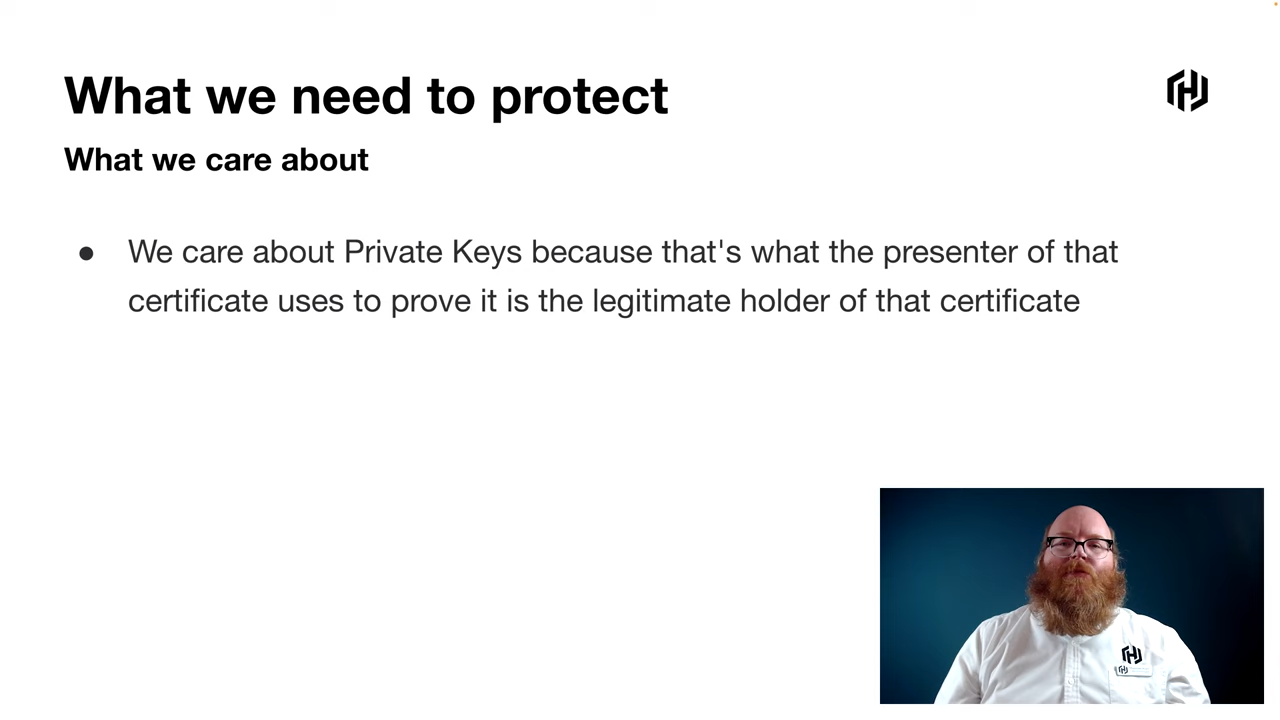 What we need to protect
What we care about
● We care about Private Keys because that's what the presenter of that
certificate uses to prove it is the legitimate holder of that certificate